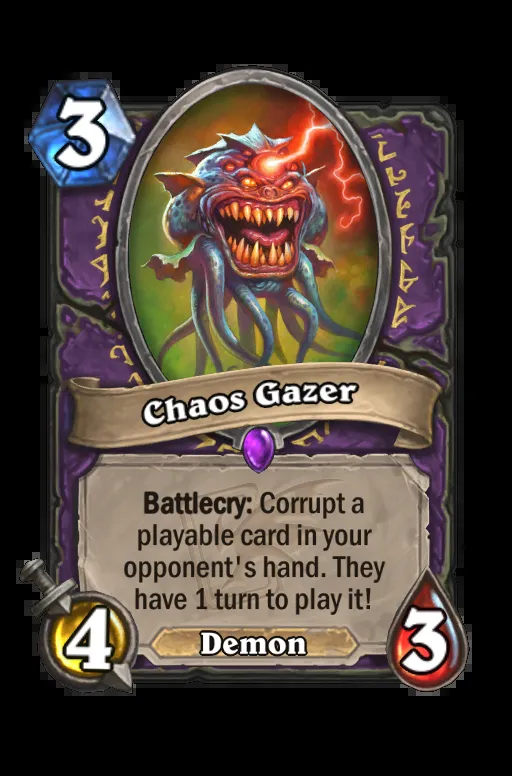 3
Chaos Gazer
Battlecry: Corrupt a
playable card in your
opponent's hand. They
have 1 turn to play it!
4
Demon
3